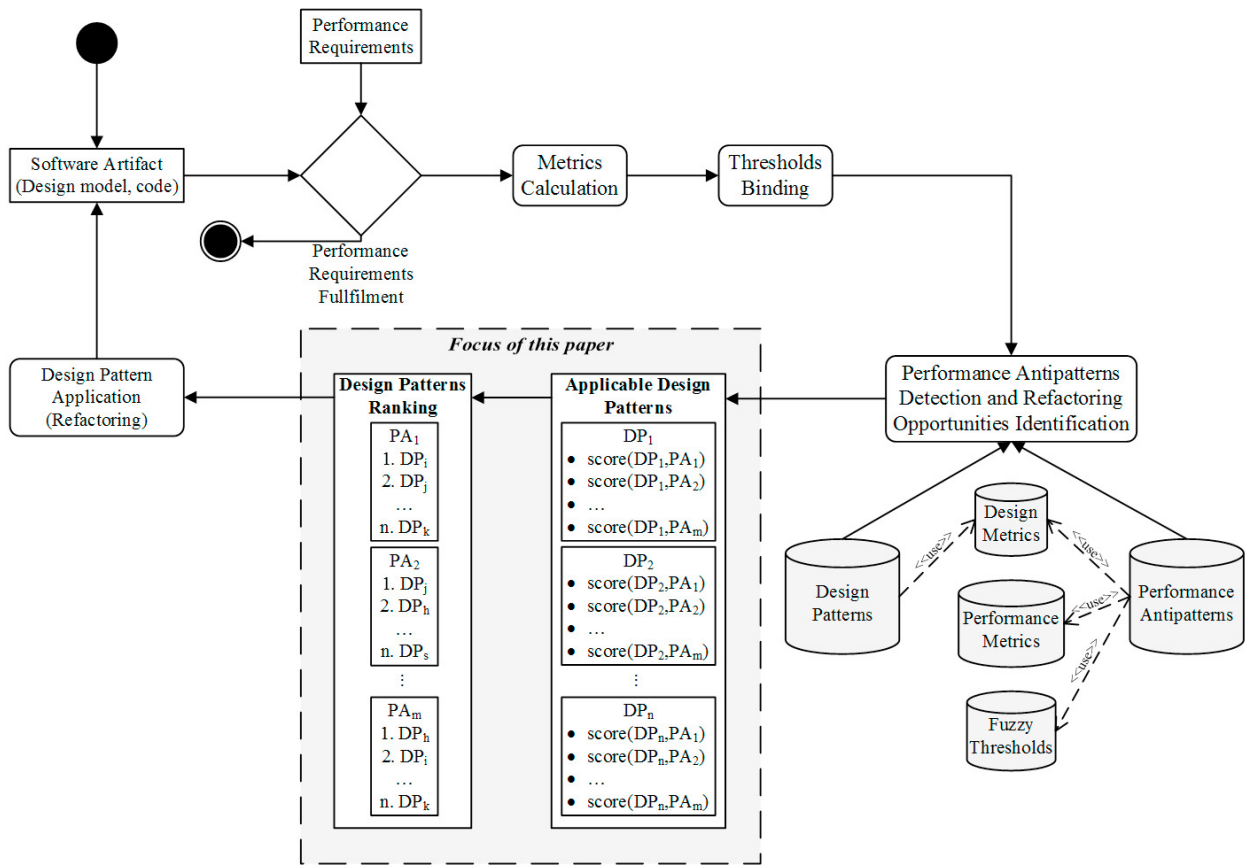 Performance
Requirements
Software Artifact
(Design model, code)
Metrics
Calculation
Thresholds
Binding
Performance
Requirements
Fullfilment
Focus of this paper
Design Pattern
Application
(Refactoring)
Design Patterns
Ranking
PA1
1. DPi
2. DPj
…
n. DPk
PA2
1. DPj
2. DPh
…
n. DPs
⋮
PAm
1. DPh
2. DPi
…
n. DPk
Applicable Design
Patterns
DP1
• score(DP1,PA1)
• score(DP1,PA2)
• …
• score(DP1,PAm)
DP2
• score(DP2,PA1)
• score(DP2,PA2)
• …
• score(DP2,PAm)
⋮
DPn
• score(DPn,PA1)
• score(DPn,PA2)
• …
• score(DPn,PAm)
Performance Antipatterns
Detection and Refactoring
Opportunities Identification
Design
Metrics
<<use>>
<<use>>
Design
Patterns
Performance
Metrics
<<use>>
Performance
Antipatterns
<<use>>
Fuzzy
Thresholds